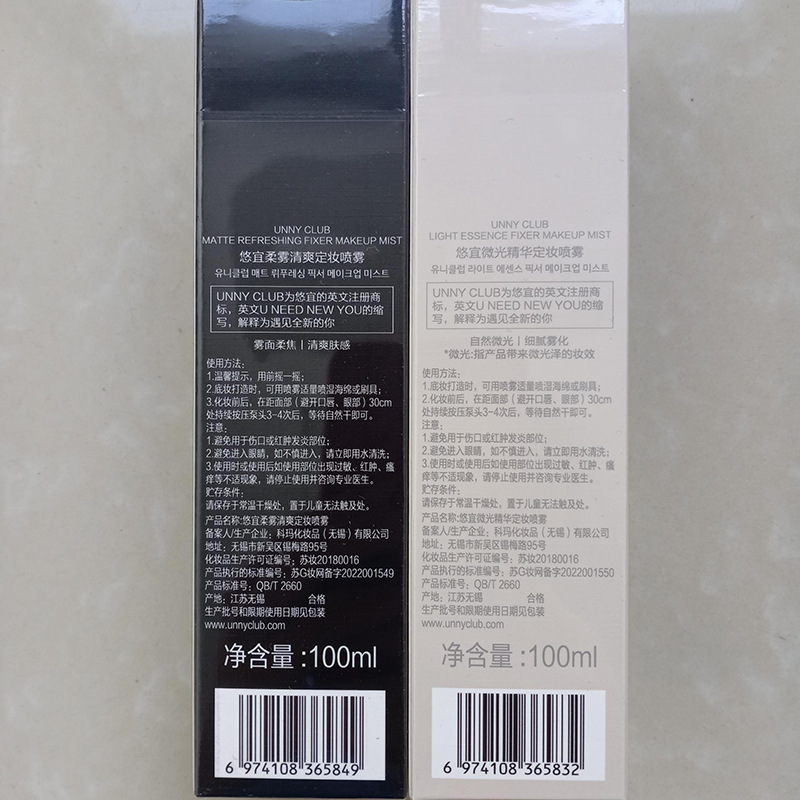 UNNY CLUB
MATTE REFRESHING FIXER MAKEUP MIST
悠宜柔雾清爽定妆喷雾
유니클럽 매트 뤼푸레싱 픽서 메이크업 미스트
UNNY CLUB为悠宜的英文注册商
标，英文U NEED NEW YOU的缩
写，解释为遇见全新的你
雾面柔焦丨清爽肤感
使用方法：
1.温馨提示，用前摇一摇；
2.底妆打造时，可用喷雾适量喷湿海绵或刷具；
3.化妆前后，在距面部（避开口唇、眼部）30cm
处持续按压泵头3-4次后，等待自然干即可。
注意：
1.避免用于伤口或红肿发炎部位；
2.避免进入眼睛，如不慎进入，请立即用水清洗；
3.使用时或使用后如使用部位出现过敏、红肿、瘙
痒等不适现象，请停止使用并咨询专业医生。
贮存条件：
请保存于常温干燥处，置于儿童无法触及处。
产品名称:悠宜柔雾清爽定妆喷雾
备案人/生产企业：科玛化妆品（无锡）有限公司
地址：无锡市新吴区锡梅路95号
化妆品生产许可证编号：苏妆20180016
产品执行的标准编号：苏G妆网备字2022001549
产品标准号：QB/T 2660
产地：江苏无锡 合格
生产批号和限期使用日期见包装
www.unnyclub.com
净含量:100ml
6 974108 365849
UNNY CLUB
LIGHT ESSENCE FIXER MAKEUP MIST
悠宜微光精华定妆喷雾
유니클럽 라이트 에센스 픽서 메이크업 미스트
UNNY CLUB为悠宜的英文注册商
标，英文U NEED NEW YOU的缩
写，解释为遇见全新的你
自然微光丨细腻雾化
*微光:指产品带来微光泽的妆效
使用方法：
1.温馨提示，用前摇一摇；
2.底妆打造时，可用喷雾适量喷湿海绵或刷具；
3.化妆前后，在距面部（避开口唇、眼部）30cm
处持续按压泵头3-4次后，等待自然干即可。
注意：
1.避免用于伤口或红肿发炎部位；
2.避免进入眼睛，如不慎进入，请立即用水清洗；
3.使用时或使用后如使用部位出现过敏、红肿、瘙
痒等不适现象，请停止使用并咨询专业医生。
贮存条件：
请保存于常温干燥处，置于儿童无法触及处。
产品名称:悠宜微光精华定妆喷雾
备案人/生产企业：科玛化妆品（无锡）有限公司
地址：无锡市新吴区锡梅路95号
化妆品生产许可证编号：苏妆20180016
产品执行的标准编号：苏G妆网备字2022001550
产品标准号：QB/T 2660
产地：江苏无锡 合格
生产批号和限期使用日期见包装
www.unnyclub.com
净含量:100ml
6 974108 365832